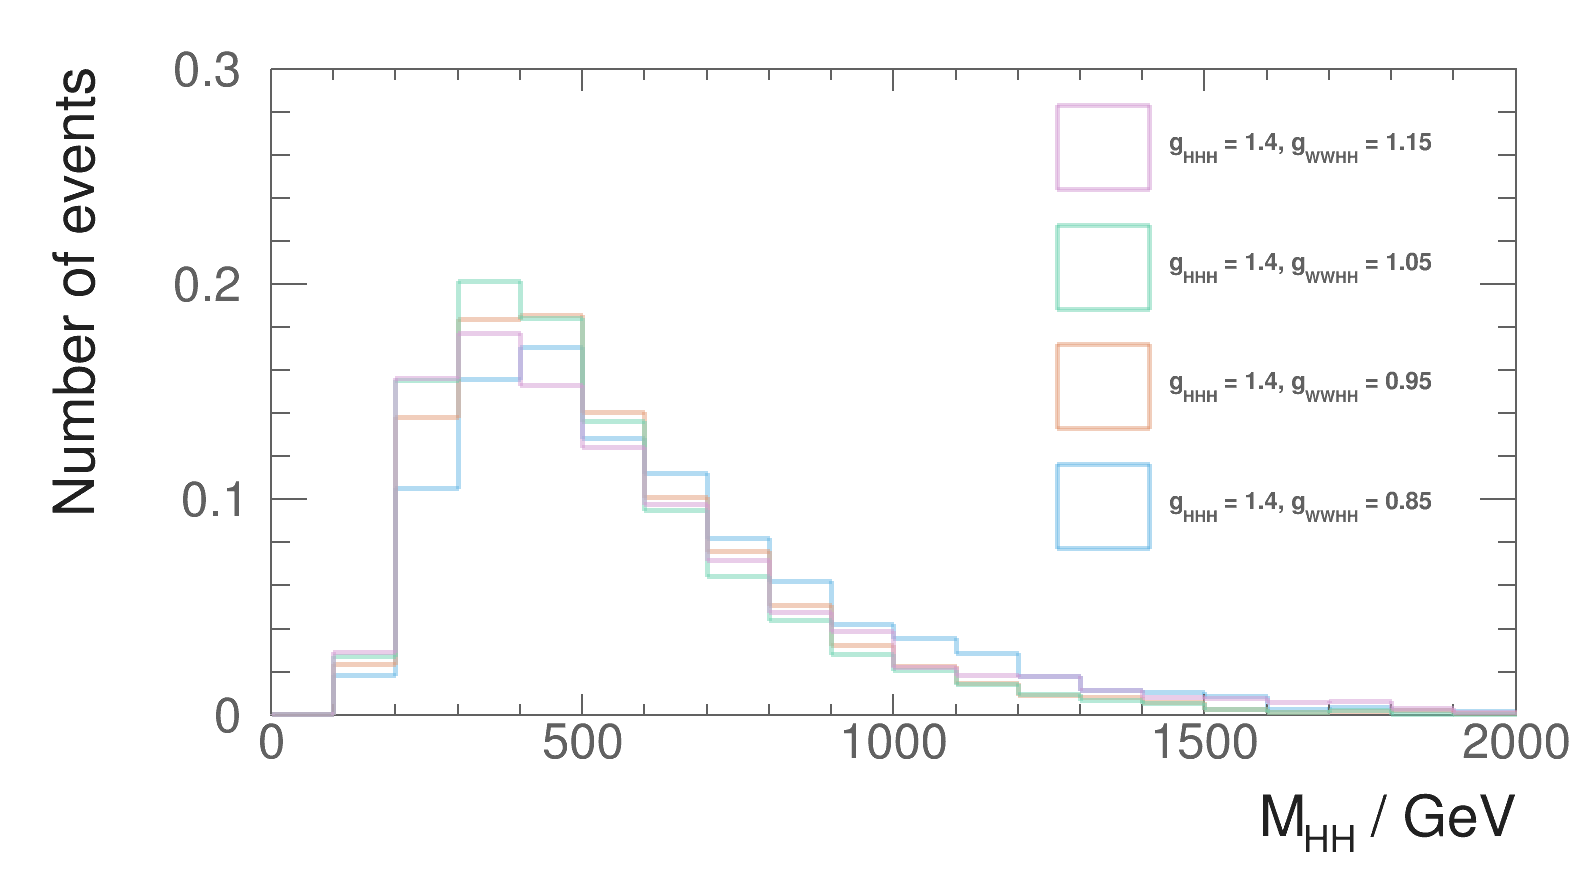 Number of events
0.3
0.2
0.1
0
0 500 1000 1500 2000
M_HH / GeV
g_HHH = 1.4, g_WWHH = 1.15
g_HHH = 1.4, g_WWHH = 1.05
g_HHH = 1.4, g_WWHH = 0.95
g_HHH = 1.4, g_WWHH = 0.85